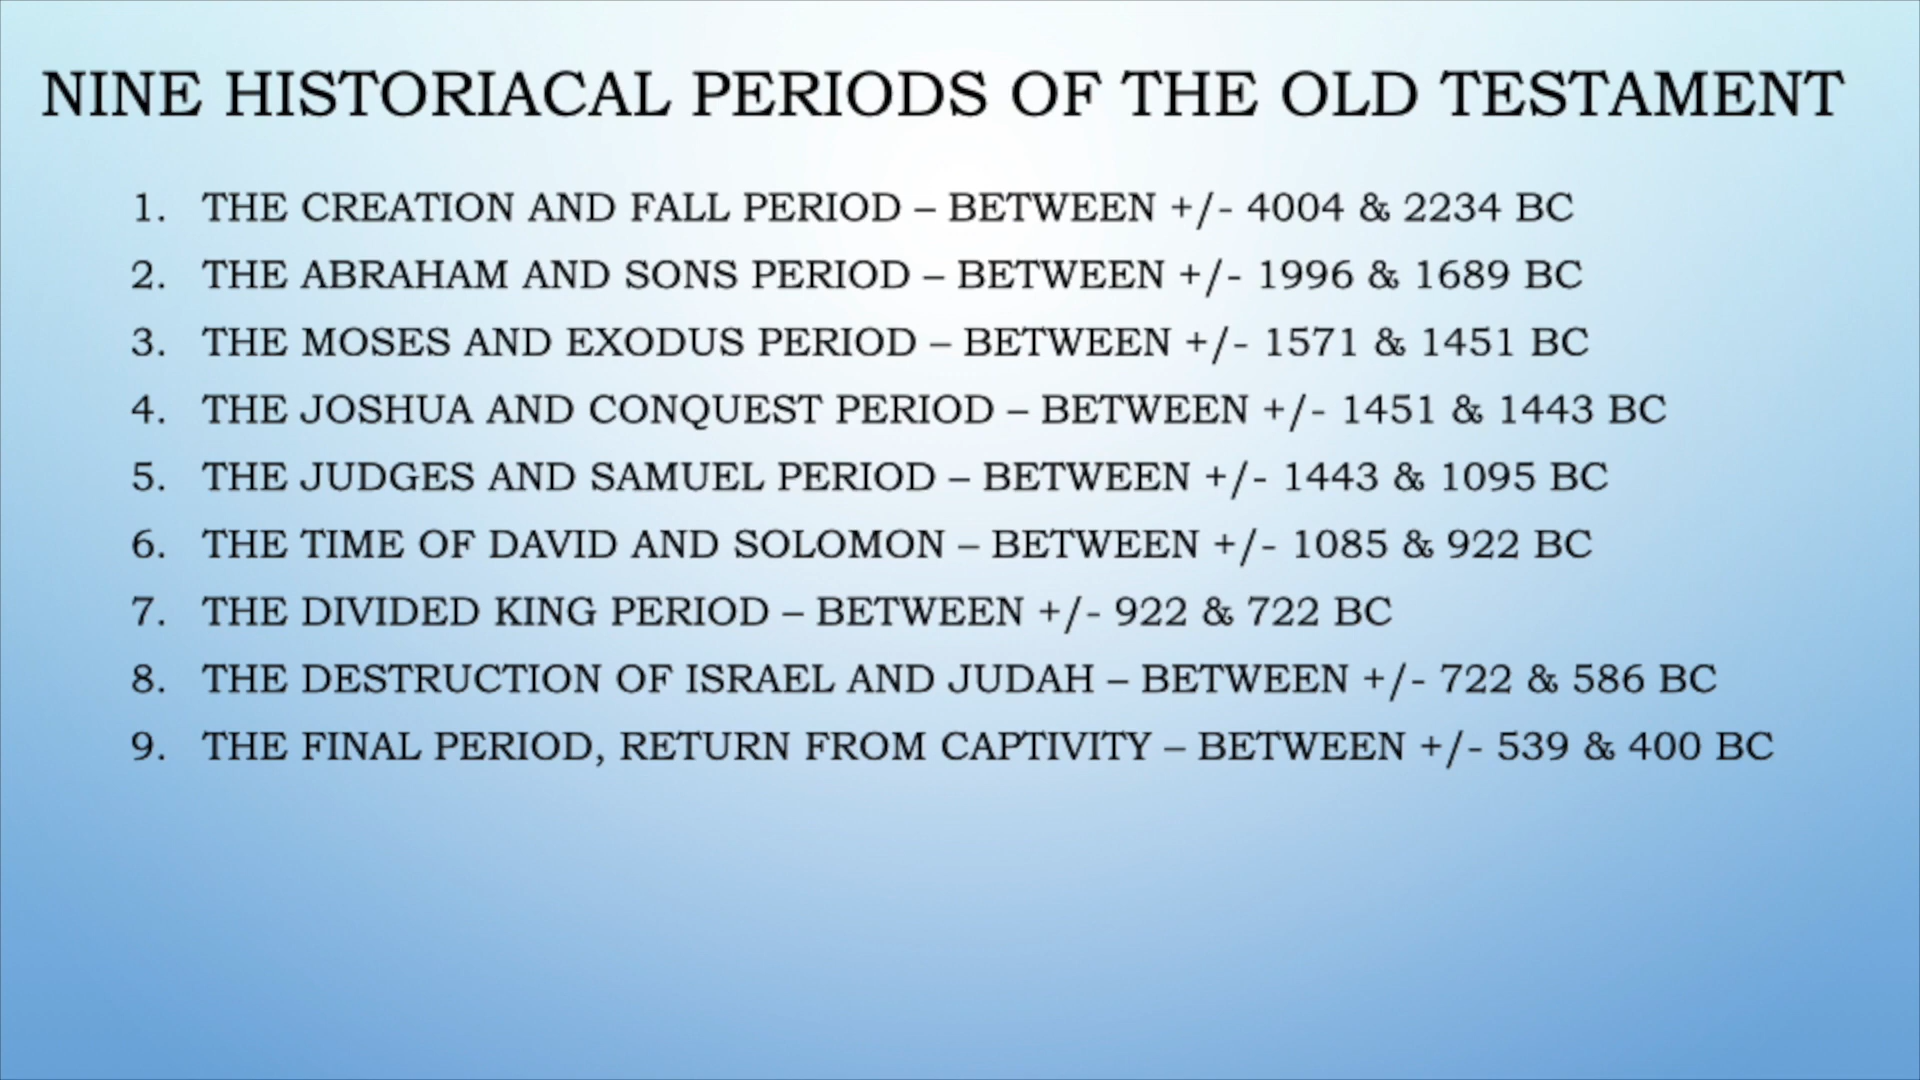 NINE HISTORIACAL PERIODS OF THE OLD TESTAMENT
1. THE CREATION AND FALL PERIOD – BETWEEN +/- 4004 & 2234 BC
2. THE ABRAHAM AND SONS PERIOD – BETWEEN +/- 1996 & 1689 BC
3. THE MOSES AND EXODUS PERIOD – BETWEEN +/- 1571 & 1451 BC
4. THE JOSHUA AND CONQUEST PERIOD – BETWEEN +/- 1451 & 1443 BC
5. THE JUDGES AND SAMUEL PERIOD – BETWEEN +/- 1443 & 1095 BC
6. THE TIME OF DAVID AND SOLOMON – BETWEEN +/- 1085 & 922 BC
7. THE DIVIDED KING PERIOD – BETWEEN +/- 922 & 722 BC
8. THE DESTRUCTION OF ISRAEL AND JUDAH – BETWEEN +/- 722 & 586 BC
9. THE FINAL PERIOD, RETURN FROM CAPTIVITY – BETWEEN +/- 539 & 400 BC